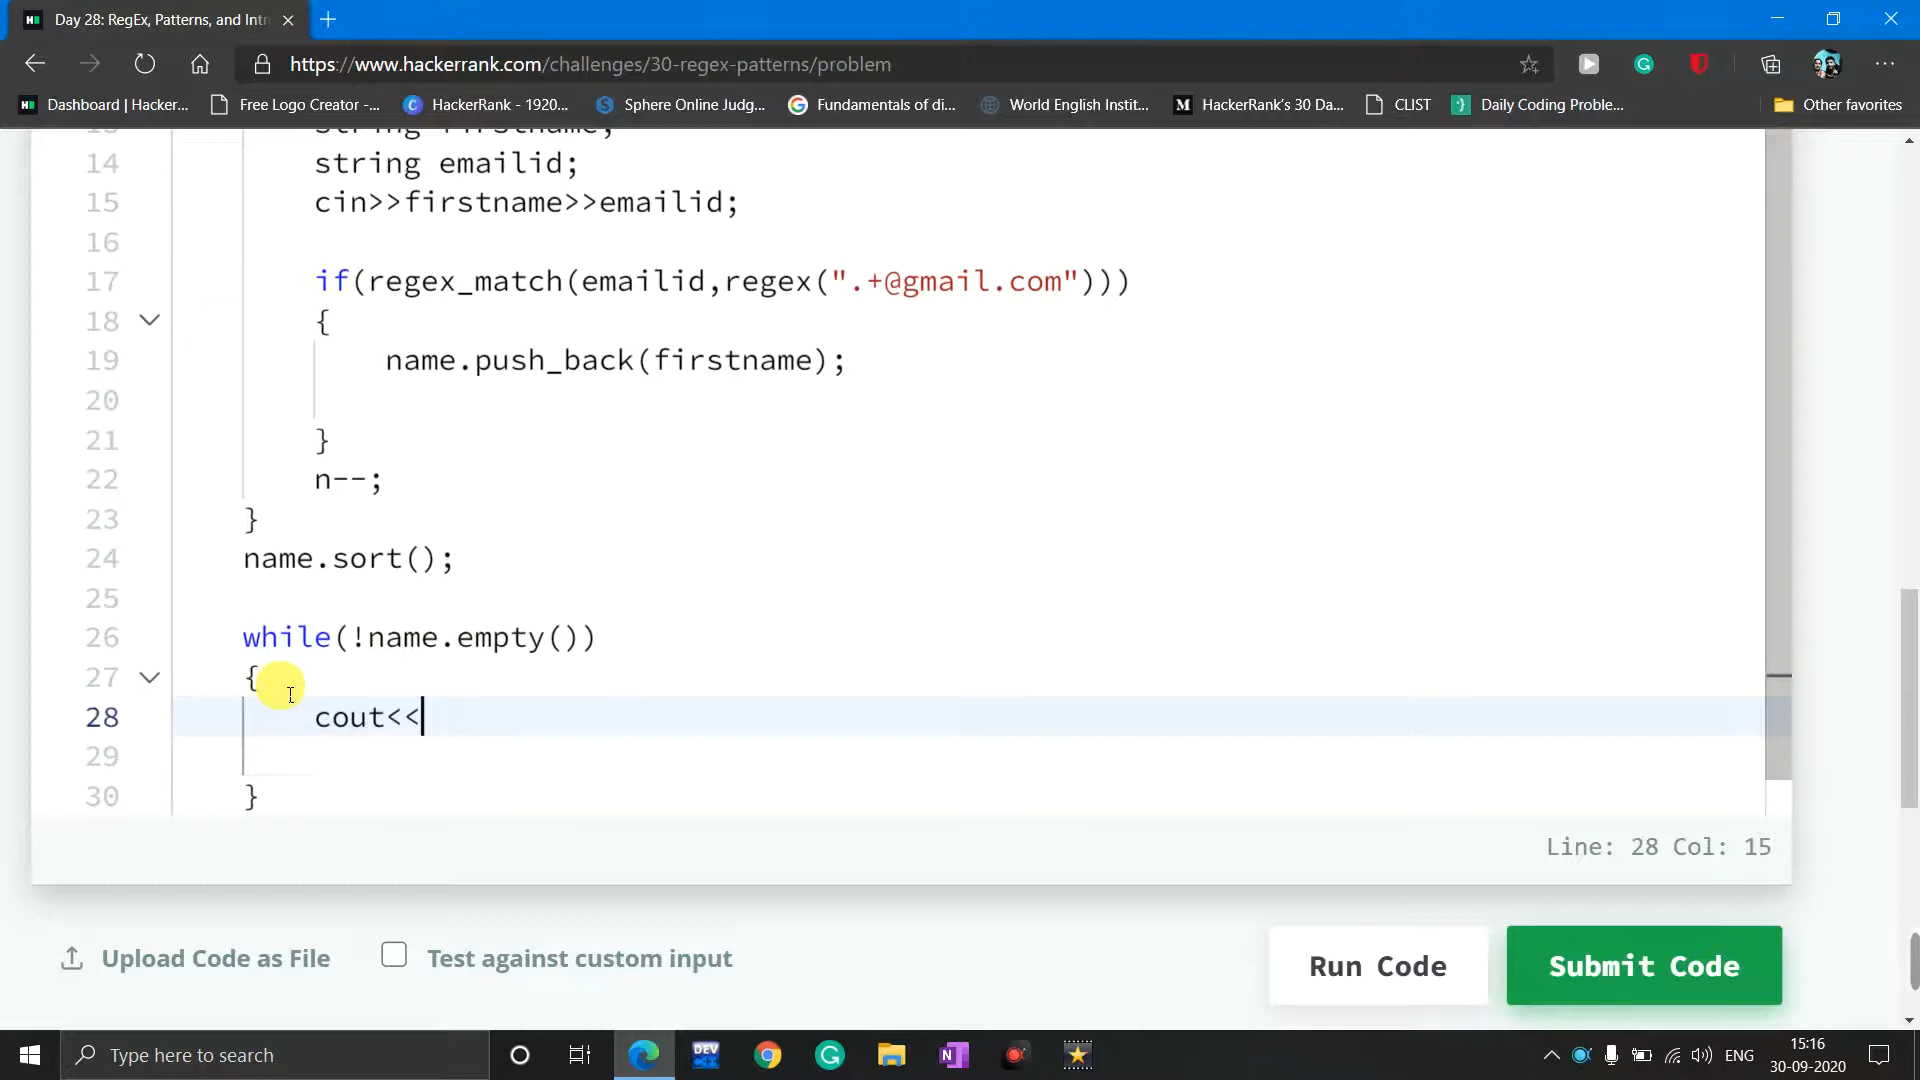 Day 28: RegEx, Patterns, and Intr
https://www.hackerrank.com/challenges/30-regex-patterns/problem
Dashboard | Hacker...
Free Logo Creator -...
HackerRank - 1920...
Sphere Online Judg...
Fundamentals of di...
World English Instit...
HackerRank's 30 Da...
CLIST
Daily Coding Proble...
Other favorites
13 string firstname;
14 string emailid;
15 cin>>firstname>>emailid;
16
17 if(regex_match(emailid,regex(".+@gmail.com")))
18 {
19 name.push_back(firstname);
20
21 }
22 n--;
23 }
24 name.sort();
25
26 while(!name.empty())
27 {
28 cout<<
29
30 }
Line: 28 Col: 15
Upload Code as File
Test against custom input
Run Code
Submit Code
Type here to search
DEV
ENG
15:16
30-09-2020